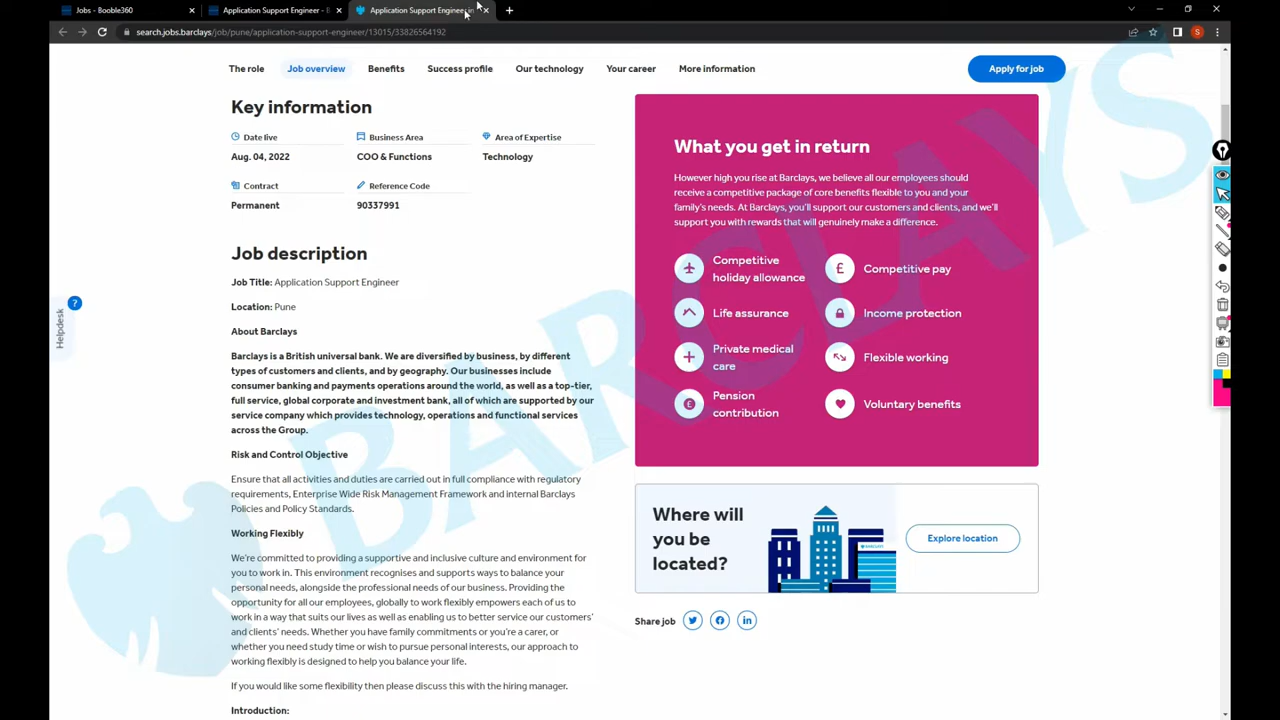 Jobs - Booble360
Application Support Engineer -
Application Support Engineer in
search.jobs.barclays/job/pune/application-support-engineer/13015/33826564192
S
The role
Job overview
Benefits
Success profile
Our technology
Your career
More information
Apply for job
Key information
Date live
Business Area
Area of Expertise
Aug. 04, 2022
COO & Functions
Technology
Contract
Reference Code
Permanent
90337991
Job description
Job Title: Application Support Engineer
Location: Pune
About Barclays
Barclays is a British universal bank. We are diversified by business, by different
types of customers and clients, and by geography. Our businesses include
consumer banking and payments operations around the world, as well as a top-tier,
full service, global corporate and investment bank, all of which are supported by our
service company which provides technology, operations and functional services
across the Group.
Risk and Control Objective
Ensure that all activities and duties are carried out in full compliance with regulatory
requirements, Enterprise Wide Risk Management Framework and internal Barclays
Policies and Policy Standards.
Working Flexibly
We're committed to providing a supportive and inclusive culture and environment for
you to work in. This environment recognises and supports ways to balance your
personal needs, alongside the professional needs of our business. Providing the
opportunity for all our employees, globally to work flexibly empowers each of us to
work in a way that suits our lives as well as enabling us to better service our customers'
and clients' needs. Whether you have family commitments or you're a carer, or
whether you need study time or wish to pursue personal interests, our approach to
working flexibly is designed to help you balance your life.
If you would like some flexibility then please discuss this with the hiring manager.
Introduction:
What you get in return
However high you rise at Barclays, we believe all our employees should
receive a competitive package of core benefits flexible to you and your
family's needs. At Barclays, you'll support our customers and clients, and we'll
support you with rewards that will genuinely make a difference.
Competitive
holiday allowance
£
Competitive pay
Life assurance
Income protection
Private medical
care
Flexible working
Pension
contribution
Voluntary benefits
Where will
you be
located?
BARCLAYS
Explore location
Share job
Helpdesk
?
BARCLAYS